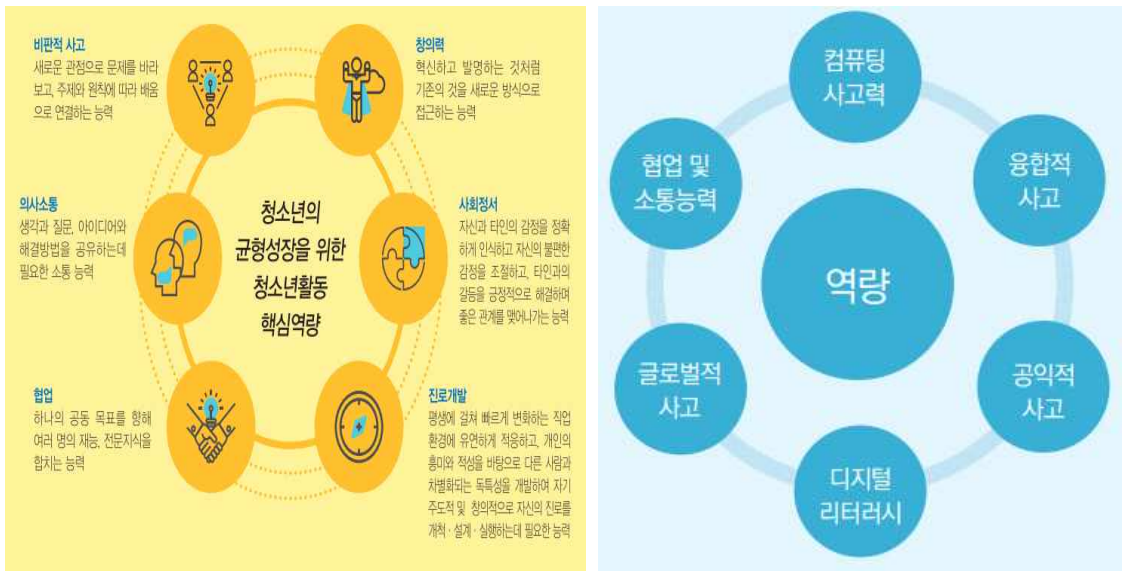 비판적 사고
새로운 관점으로 문제를 바라
보고, 주제와 원칙에 따라 배움
으로 연결하는 능력
창의력
혁신하고 발명하는 것처럼
기존의 것을 새로운 방식으로
접근하는 능력
의사소통
생각과 질문, 아이디어와
해결방법을 공유하는데
필요한 소통 능력
청소년의
균형성장을 위한
청소년활동
핵심역량
사회정서
자신과 타인의 감정을 정확
하게 인식하고 자신의 불편한
감정을 조절하고, 타인과의
갈등을 긍정적으로 해결하며
좋은 관계를 맺어나가는 능력
협업
하나의 공동 목표를 향해
여러 명의 재능, 전문지식을
합치는 능력
진로개발
평생에 걸쳐 빠르게 변화하는 직업
환경에 유연하게 적응하고, 개인의
흥미와 적성을 바탕으로 다른 사람과
차별화되는 독특성을 개발하여 자기
주도적 및 창의적으로 자신의 진로를
개척 · 설계 · 실행하는데 필요한 능력
컴퓨팅
사고력
협업 및
소통능력
융합적
사고
역량
글로벌적
사고
공익적
사고
디지털
리터러시